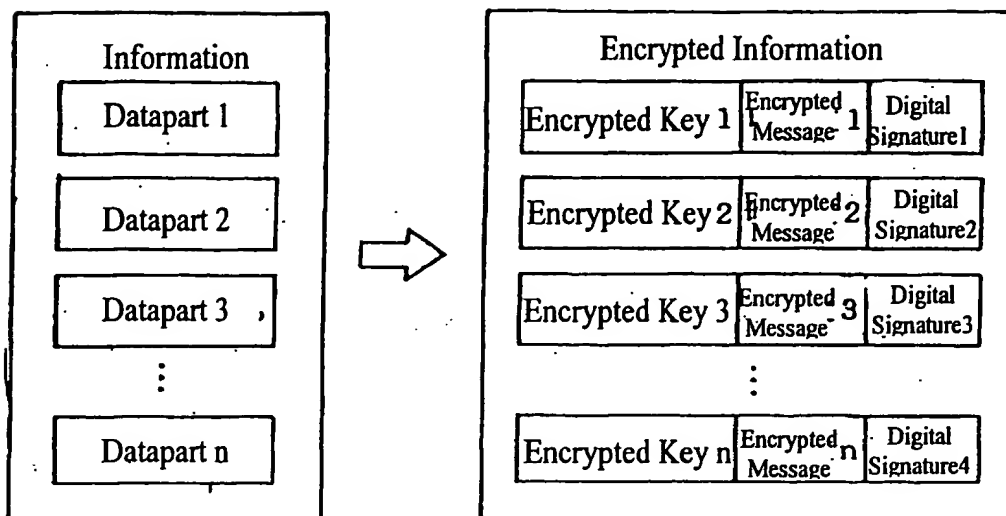 Information
Datapart 1
Datapart 2
Datapart 3
Datapart n
Encrypted Information
Encrypted Key 1
Encrypted
Message 1
Digital
Signature1
Encrypted Key 2
Encrypted
Message 2
Digital
Signature2
Encrypted Key 3
Encrypted
Message 3
Digital
Signature3
Encrypted Key n
Encrypted
Message n
Digital
Signature4